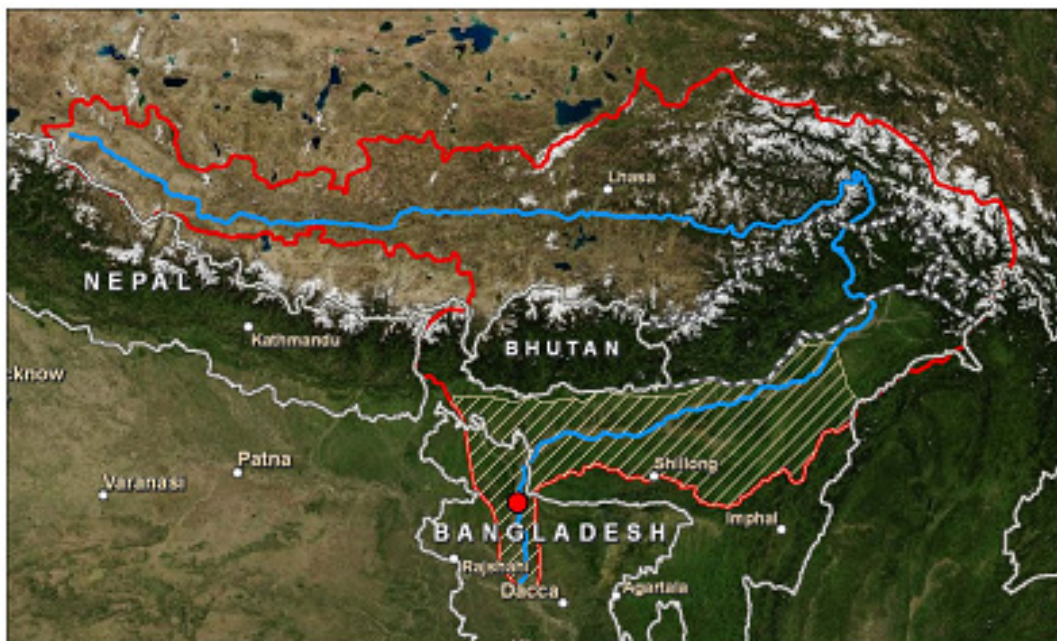 Lhasa
NEPAL
Kathmandu
BHUTAN
cknow
Patna
Varanasi
Shillong
BANGLADESH
Imphal
Rajshahi
Dacca
Agartala